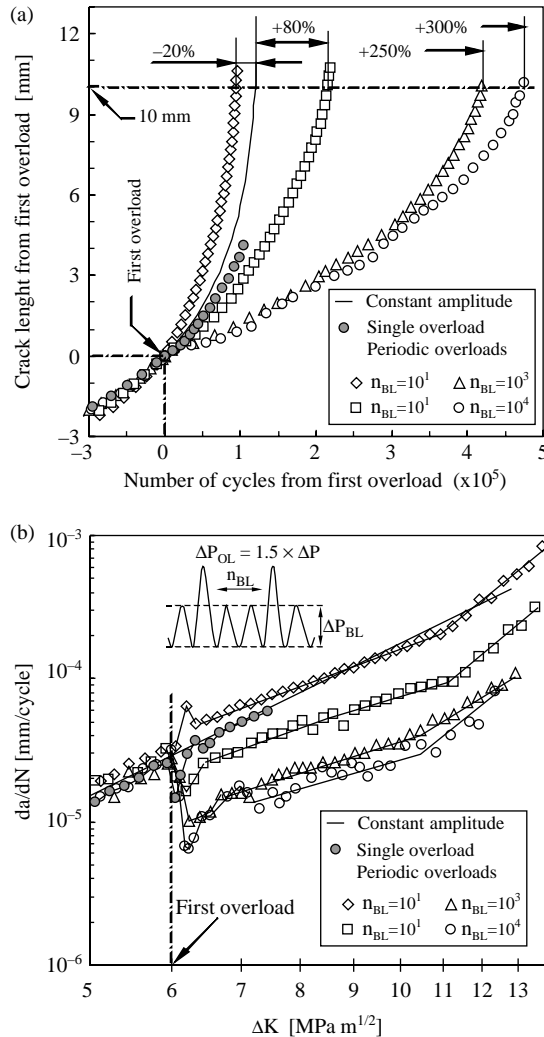 (a)
−20%
+80%
+300%
+250%
12
9
6
3
0
−3
Crack lenght from first overload [mm]
10 mm
First overload
Constant amplitude
Single overload
Periodic overloads
n_BL=10^1
n_BL=10^3
n_BL=10^1
n_BL=10^4
−3
0
1
2
3
4
5
Number of cycles from first overload (x10^5)
(b)
10^−3
10^−4
10^−5
10^−6
da/dN [mm/cycle]
ΔP_OL = 1.5 × ΔP
n_BL
ΔP_BL
First overload
Constant amplitude
Single overload
Periodic overloads
n_BL=10^1
n_BL=10^3
n_BL=10^1
n_BL=10^4
5
6
7
8
9
10
11
12
13
ΔK [MPa m^1/2]